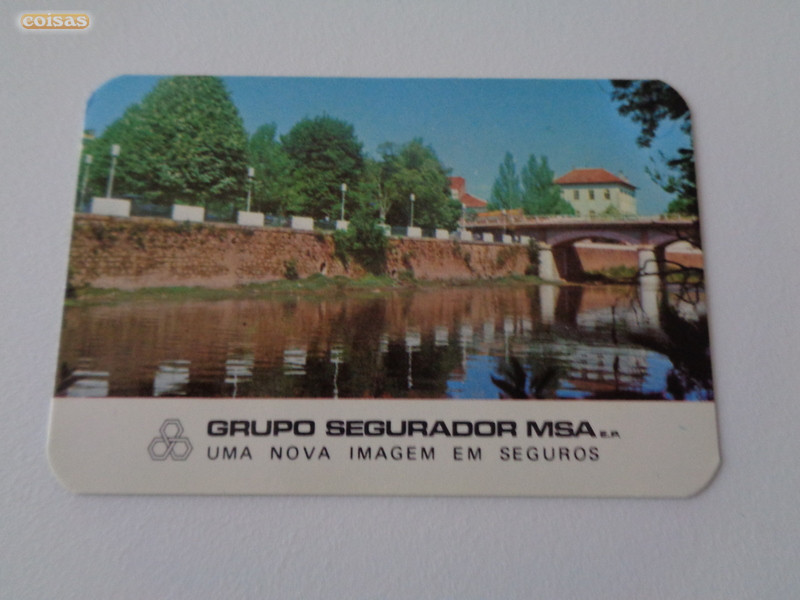 coisas
GRUPO SEGURADOR MSA E.P.
UMA NOVA IMAGEM EM SEGUROS